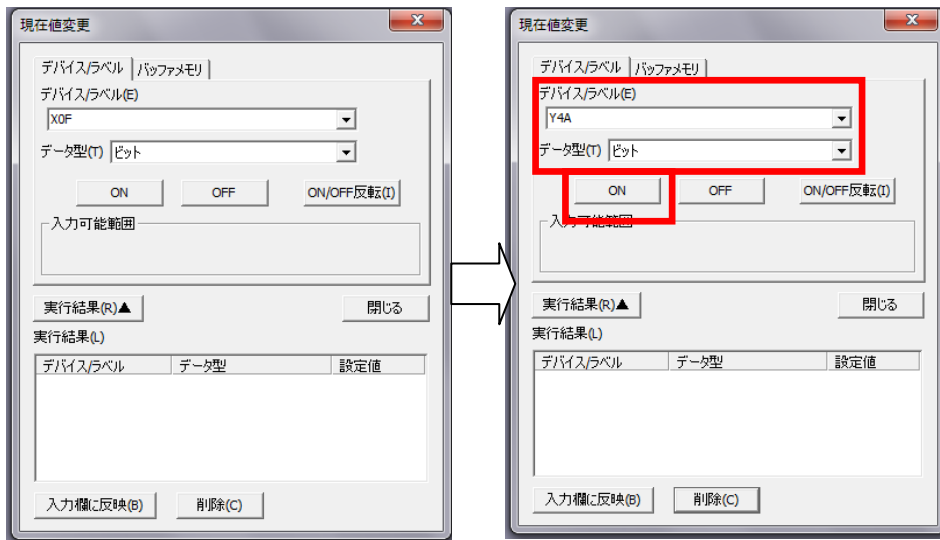 現在値変更
デバイス/ラベル バッファメモリ
デバイス/ラベル(E)
X0F
データ型(T) ビット
ON OFF ON/OFF反転(I)
入力可能範囲
実行結果(R)▲ 閉じる
実行結果(L)
デバイス/ラベル データ型 設定値
入力欄に反映(B) 削除(C)
現在値変更
デバイス/ラベル バッファメモリ
デバイス/ラベル(E)
Y4A
データ型(T) ビット
ON OFF ON/OFF反転(I)
入力可能範囲
実行結果(R)▲ 閉じる
実行結果(L)
デバイス/ラベル データ型 設定値
入力欄に反映(B) 削除(C)